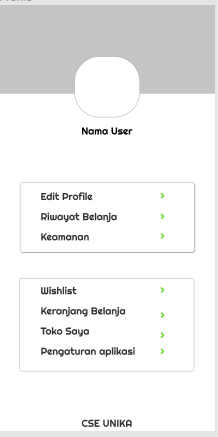 Nama User
Edit Profile
Riwayat Belanja
Keamanan
Wishlist
Keranjang Belanja
Toko Saya
Pengaturan aplikasi
CSE UNIKA